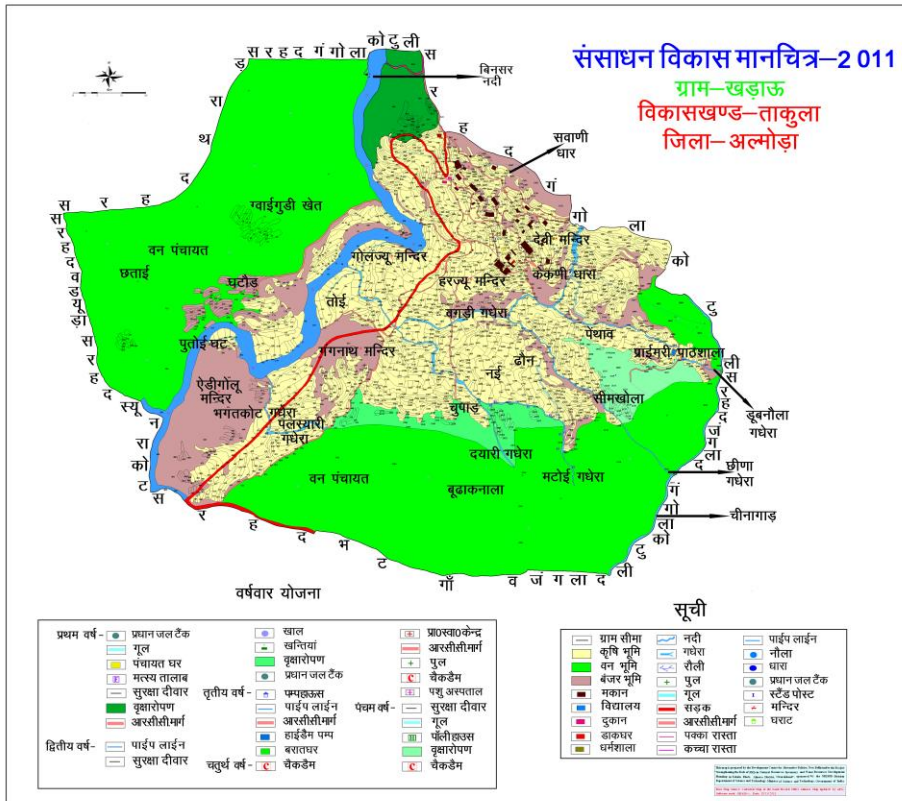 संसाधन विकास मानचित्र–2011
ग्राम–खड़ाऊ
विकासखण्ड–ताकुला
जिला–अल्मोड़ा
स र ह द गं गो ला को टु ली
बिनसर
नदी
सवाणी
धार
ग्वाईगुडी खेत
वन पंचायत
छताई
घटौड
गोलज्यू मन्दिर
देबी मन्दिर
केकणी धारा
हरज्यू मन्दिर
तोई
वगड़ी गधेरा
पेथाव
पुतोई घट
गगनाथ मन्दिर
प्राईमरी पाठशाला
ढौन
नई
ऐडीगोलू
मन्दिर
भगंतकोट गधेरा
सीमखोला
चुपाड़
पलस्यारी
गधेरा
डूबनौला
गधेरा
दयारी गधेरा
वन पंचायत
मटोई गधेरा
बूढाकनाला
छीणा
गधेरा
चीनागाड़
स र ह द भ ट गाँ व जं ग ला द ली
वर्षवार योजना
प्रथम वर्ष–
प्रधान जल टैंक
गूल
पंचायत घर
मत्स्य तालाब
सुरक्षा दीवार
वृक्षारोपण
आरसीसी.मार्ग
द्वितीय वर्ष–
पाईप लाईन
सुरक्षा दीवार
खाल
खन्तियां
वृक्षारोपण
प्रधान जल टैंक
तृतीय वर्ष–
पम्पहाऊस
पाईप लाईन
आरसीसी.मार्ग
हाईडैम पम्प
बरातघर
चतुर्थ वर्ष–
चैकडैम
प्रा0स्वा0केन्द्र
आरसीसी.मार्ग
पुल
चैकडैम
पशु अस्पताल
पंचम वर्ष–
सुरक्षा दीवार
गूल
पॉलीहाउस
वृक्षारोपण
चैकडैम
सूची
ग्राम सीमा
कृषि भूमि
वन भूमि
बंजर भूमि
मकान
विद्यालय
दुकान
डाकघर
धर्मशाला
नदी
गधेरा
रौली
पुल
गूल
सड़क
आरसीसी.मार्ग
पक्का रास्ता
कच्चा रास्ता
पाईप लाईन
नौला
धारा
प्रधान जल टैंक
स्टैंड पोस्ट
मन्दिर
घराट